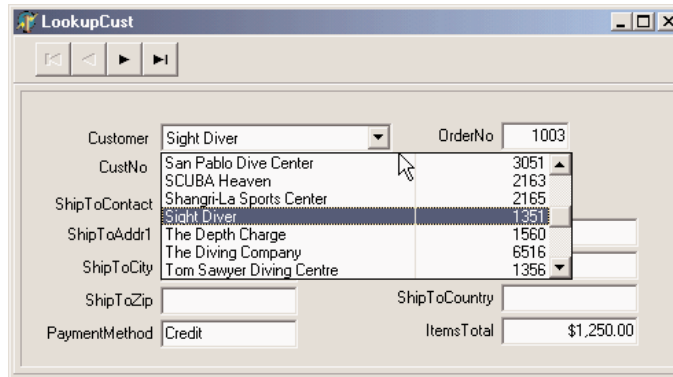 LookupCust
Customer Sight Diver OrderNo 1003
CustNo San Pablo Dive Center 3051
SCUBA Heaven 2163
ShipToContact Shangri-La Sports Center 2165
Sight Diver 1351
ShipToAddr1 The Depth Charge 1560
The Diving Company 6516
ShipToCity Tom Sawyer Diving Centre 1356
ShipToZip ShipToCountry
PaymentMethod Credit ItemsTotal $1,250.00